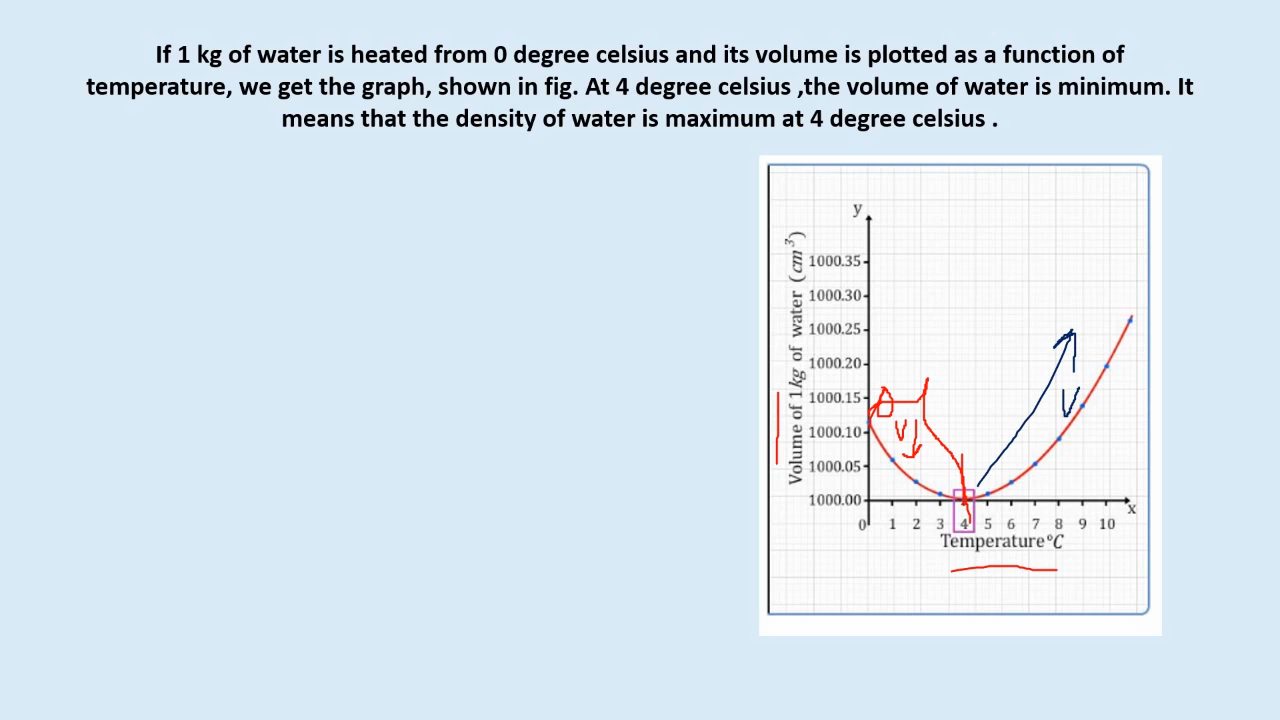 If 1 kg of water is heated from 0 degree celsius and its volume is plotted as a function of
temperature, we get the graph, shown in fig. At 4 degree celsius ,the volume of water is minimum. It
means that the density of water is maximum at 4 degree celsius .
y
Volume of 1 kg of water (cm³)
1000.35
1000.30
1000.25
1000.20
1000.15
1000.10
1000.05
1000.00
V
V
x
0 1 2 3 4 5 6 7 8 9 10
Temperature°C